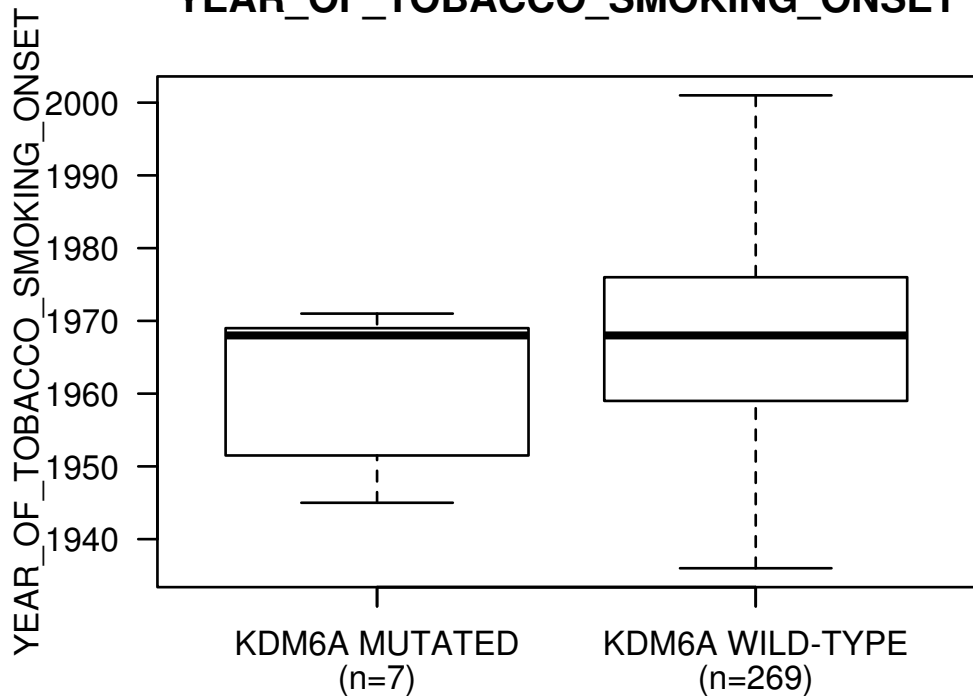 YEAR_OF_TOBACCO_SMOKING_ONSET
YEAR_OF_TOBACCO_SMOKING_ONSET
2000
1990
1980
1970
1960
1950
1940
KDM6A MUTATED
(n=7)
KDM6A WILD-TYPE
(n=269)